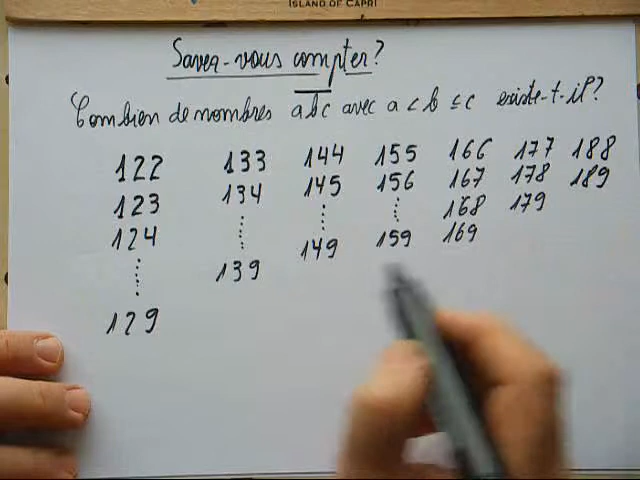 ISLAND OF CAPRI
Savez-vous compter?
Combien de nombres abc avec a < b ≤ c existe-t-il?
122 133 144 155 166 177 188
123 134 145 156 167 178 189
124 ⋮ ⋮ ⋮ 168 179
⋮ 139 149 159 169
129